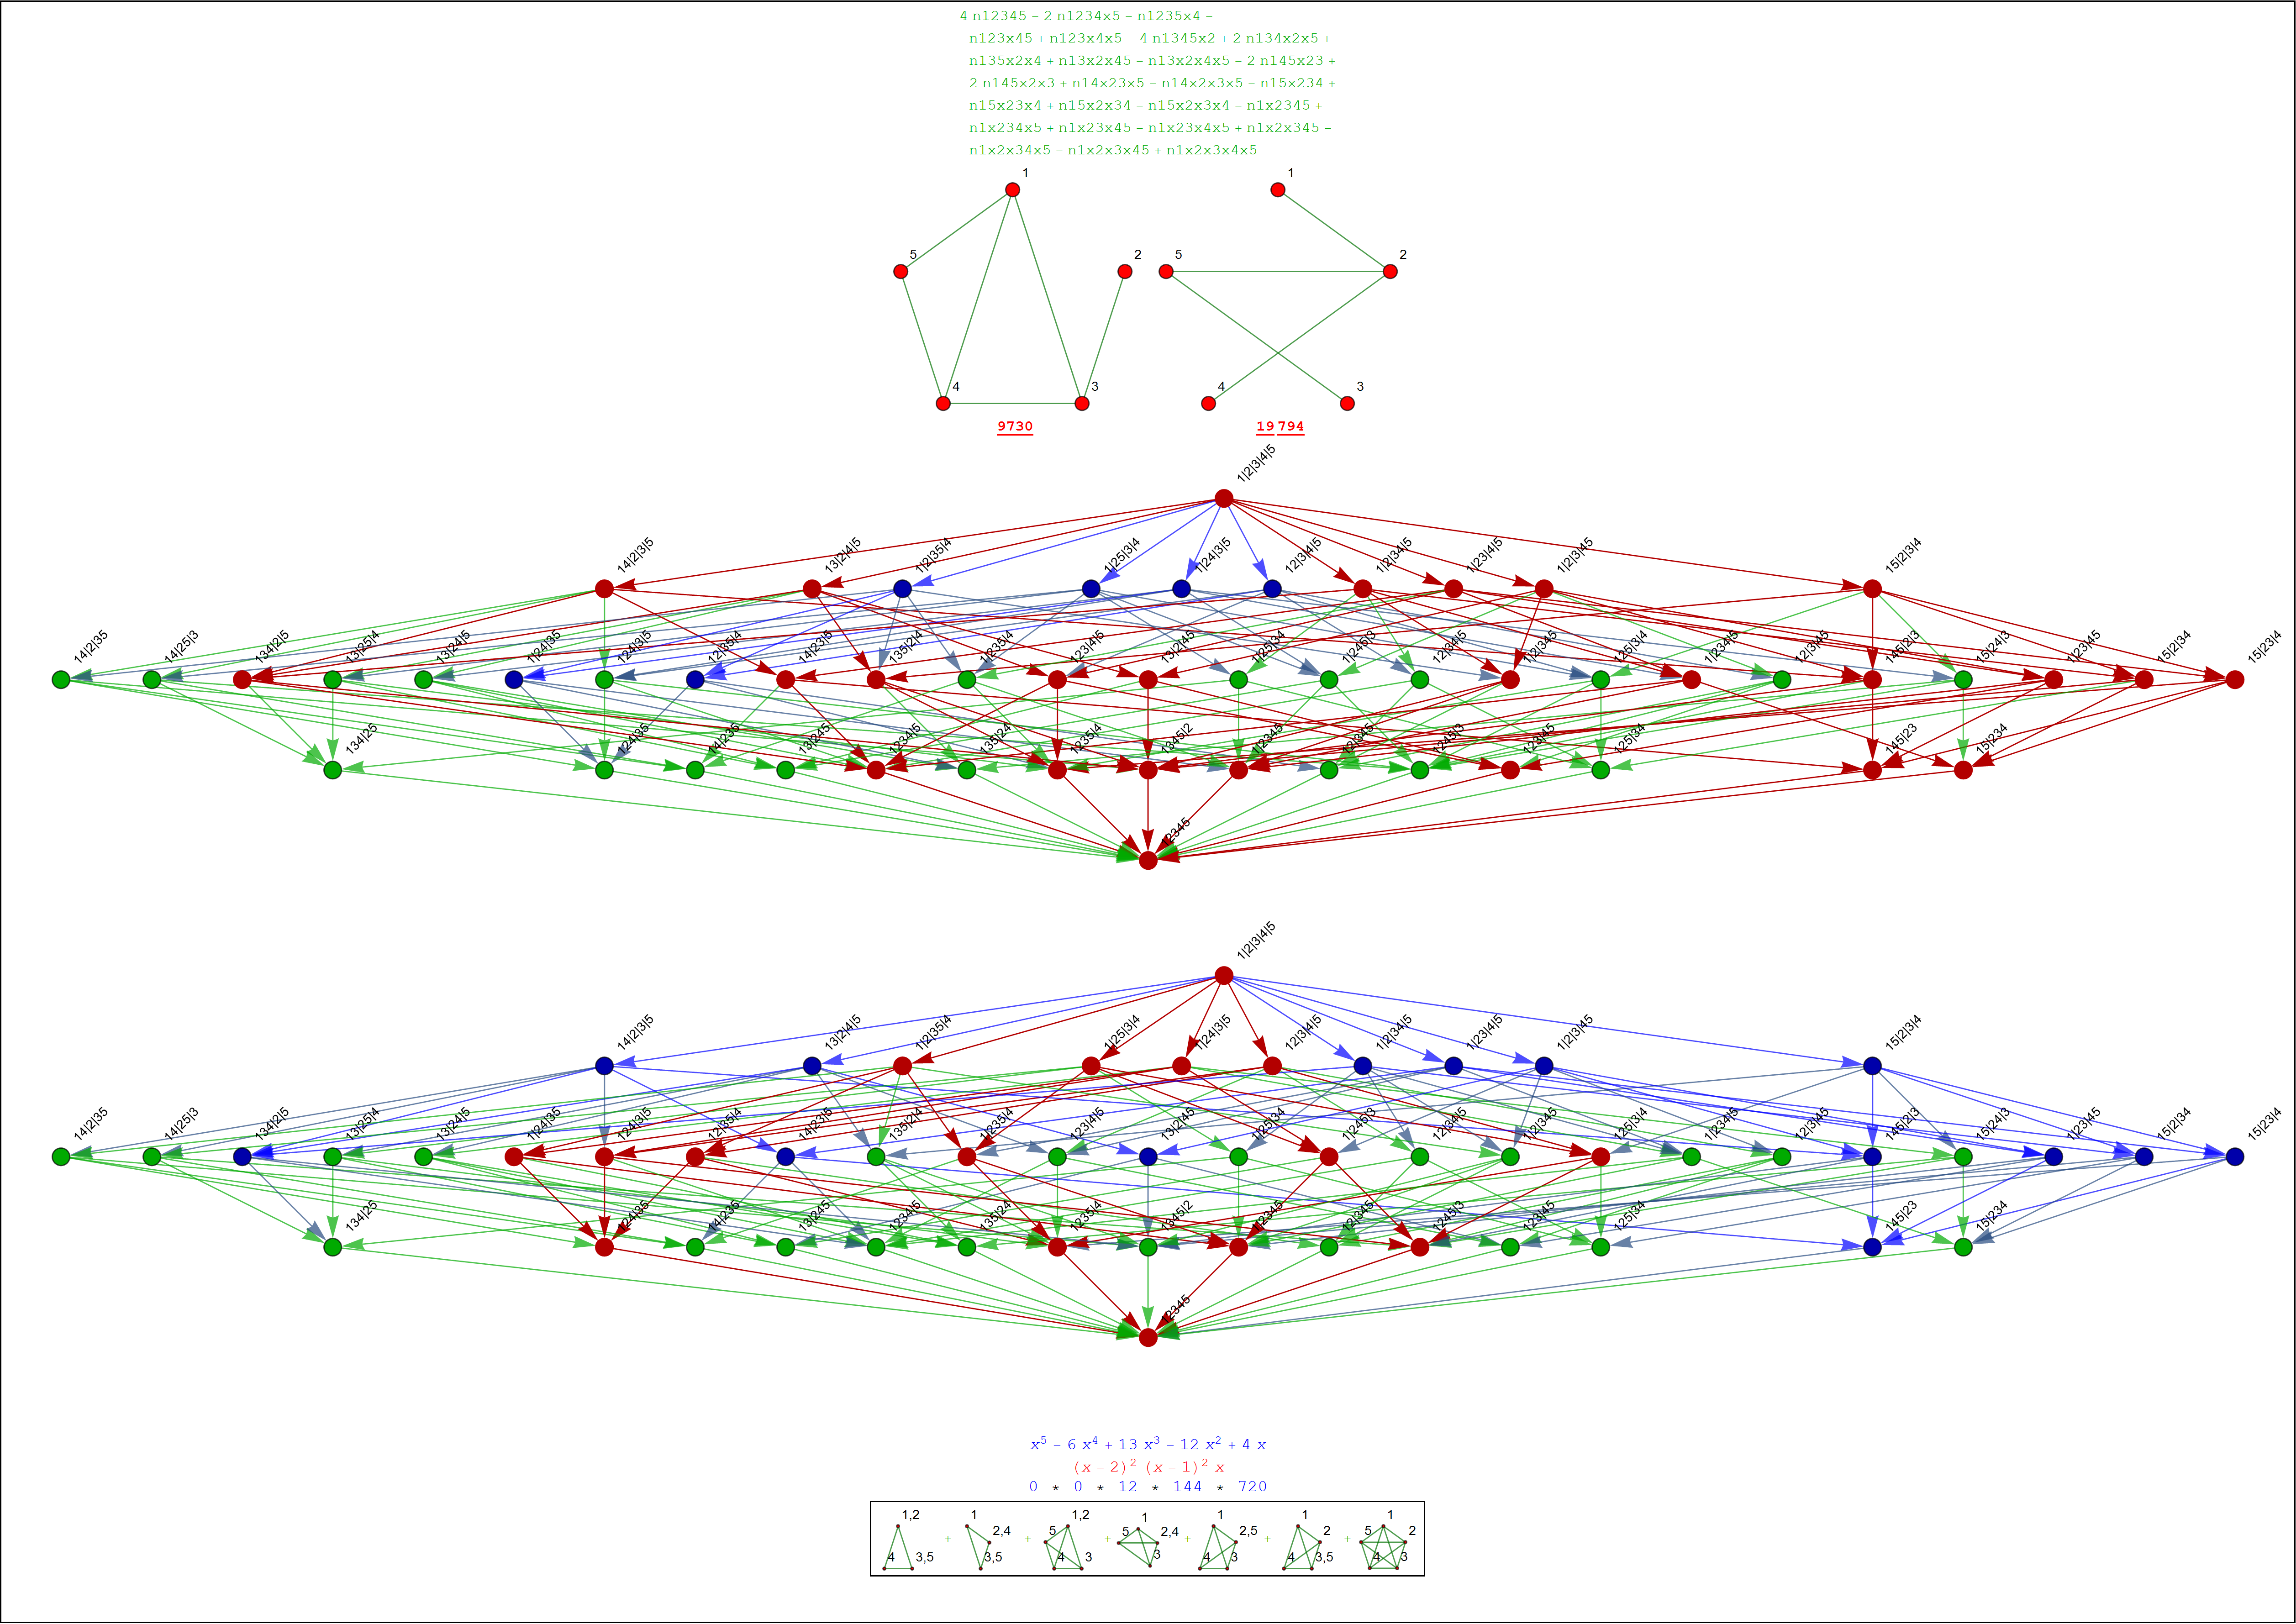 4 n12345 – 2 n1234x5 – n1235x4 –
n123x45 + n123x4x5 – 4 n1345x2 + 2 n134x2x5 +
n135x2x4 + n13x2x45 – n13x2x4x5 – 2 n145x23 +
2 n145x2x3 + n14x23x5 – n14x2x3x5 – n15x234 +
n15x23x4 + n15x2x34 – n15x2x3x4 – n1x2345 +
n1x234x5 + n1x23x45 – n1x23x4x5 + n1x2x345 –
n1x2x34x5 – n1x2x3x45 + n1x2x3x4x5
1 1
5 2 5 2
4 3 4 3
9730 19 794
1|2|3|4|5
14|2|3|5 13|2|4|5 1|2|35|4 1|25|3|4 1|24|3|5 12|3|4|5 1|2|34|5 1|23|4|5 1|2|3|45 15|2|3|4
14|2|35 14|25|3 134|2|5 13|25|4 13|24|5 1|24|35 124|3|5 12|35|4 14|23|5 135|2|4 1|235|4 123|4|5 13|2|45 1|25|34 1|245|3 12|34|5 1|2|345 125|3|4 1|234|5 12|3|45 145|2|3 15|24|3 1|23|45 15|2|34 15|23|4
134|25 124|35 14|235 13|245 1234|5 135|24 1235|4 1345|2 1|2345 12|345 1245|3 123|45 125|34 145|23 15|234
12345
1|2|3|4|5
14|2|3|5 13|2|4|5 1|2|35|4 1|25|3|4 1|24|3|5 12|3|4|5 1|2|34|5 1|23|4|5 1|2|3|45 15|2|3|4
14|2|35 14|25|3 134|2|5 13|25|4 13|24|5 1|24|35 124|3|5 12|35|4 14|23|5 135|2|4 1|235|4 123|4|5 13|2|45 1|25|34 1|245|3 12|34|5 1|2|345 125|3|4 1|234|5 12|3|45 145|2|3 15|24|3 1|23|45 15|2|34 15|23|4
134|25 124|35 14|235 13|245 1234|5 135|24 1235|4 1345|2 1|2345 12|345 1245|3 123|45 125|34 145|23 15|234
12345
x⁵ – 6 x⁴ + 13 x³ – 12 x² + 4 x
(x – 2)² (x – 1)² x
0 * 0 * 12 * 144 * 720
1,2 1 1,2 1 1 1 1
2,4 5 5 2,4 2,5 2 5 2
+ + + + + +
4 3,5 3,5 4 3 3 4 3 4 3,5 4 3